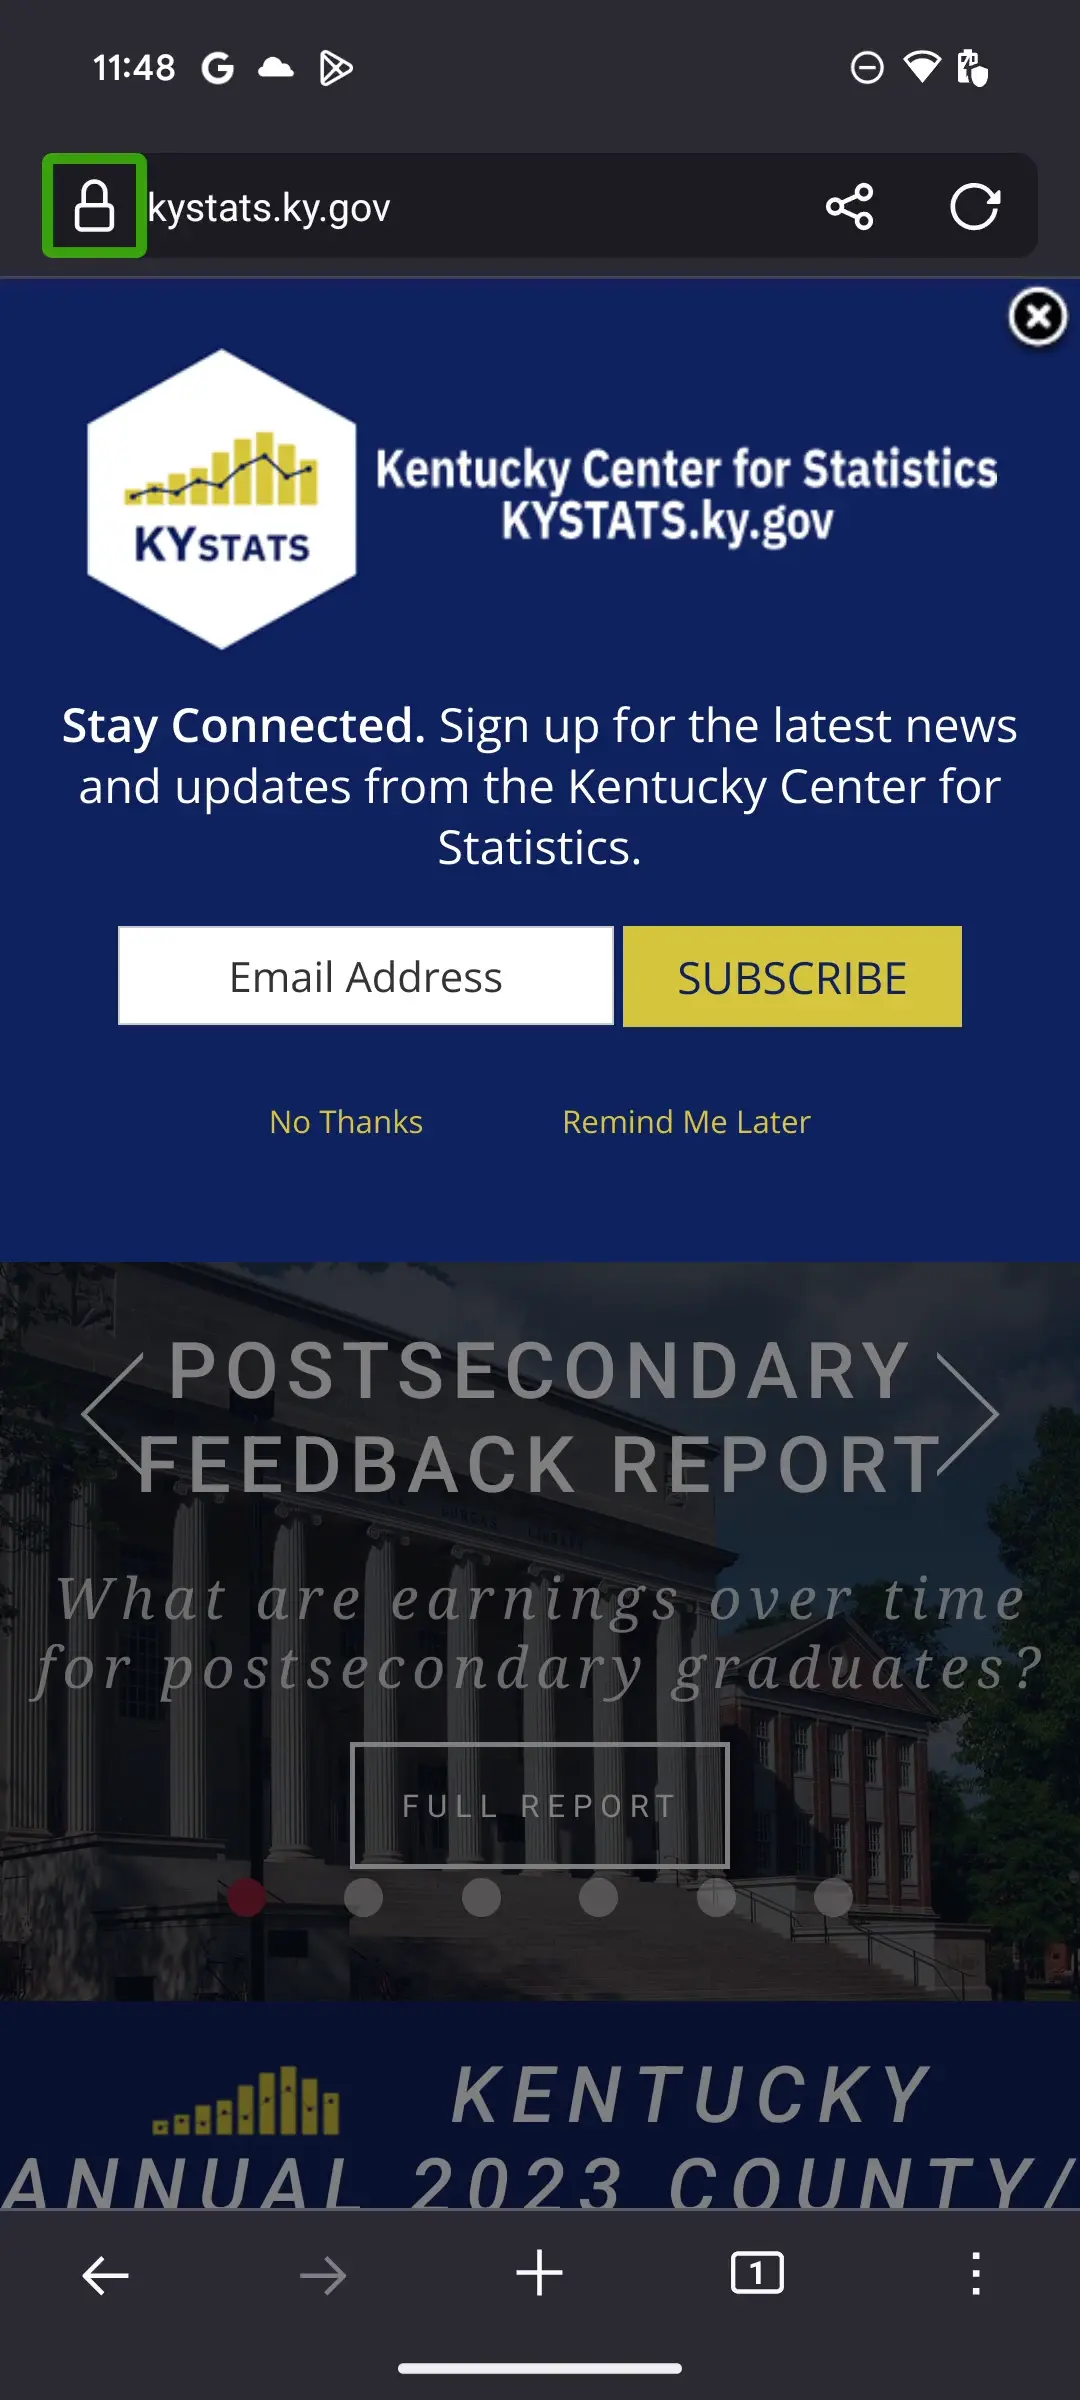 11:48
kystats.ky.gov
KYSTATS
Kentucky Center for Statistics
KYSTATS.ky.gov
Stay Connected. Sign up for the latest news
and updates from the Kentucky Center for
Statistics.
Email Address
SUBSCRIBE
No Thanks
Remind Me Later
POSTSECONDARY
FEEDBACK REPORT
What are earnings over time
for postsecondary graduates?
FULL REPORT
KENTUCKY
ANNUAL 2023 COUNTY/
1